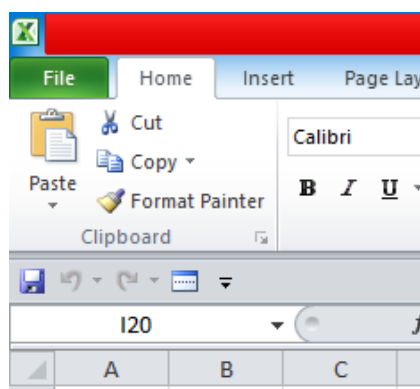 File Home Insert Page Lay
Cut
Calibri
Copy
Paste
B I U
Format Painter
Clipboard
I20 f
A B C